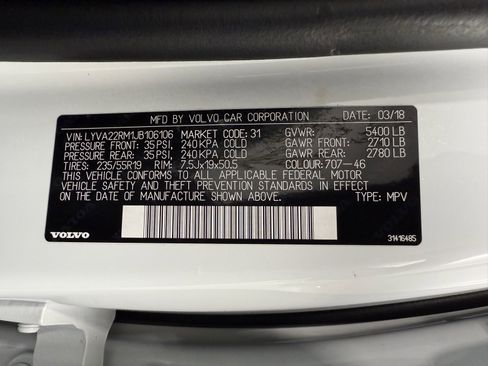 MFD BY VOLVO CAR CORPORATION DATE: 03/18
VIN: LYVA22RM1JB106106 MARKET CODE: 31 GVWR: 5400 LB
FRONT TIRES PRESSURE: 35 PSI, 240 KPA COLD GAWR FRONT: 2710 LB
REAR TIRES PRESSURE: 35 PSI, 240 KPA COLD GAWR REAR: 2780 LB
TIRES: 235/55R19 RIM: 7.5Jx19x50.5 COLOUR: 707-46
THIS VEHICLE CONFORMS TO ALL APPLICABLE FEDERAL MOTOR
VEHICLE SAFETY AND THEFT PREVENTION STANDARDS IN EFFECT ON
THE DATE OF MANUFACTURE SHOWN ABOVE. TYPE: MPV
VOLVO 31416485